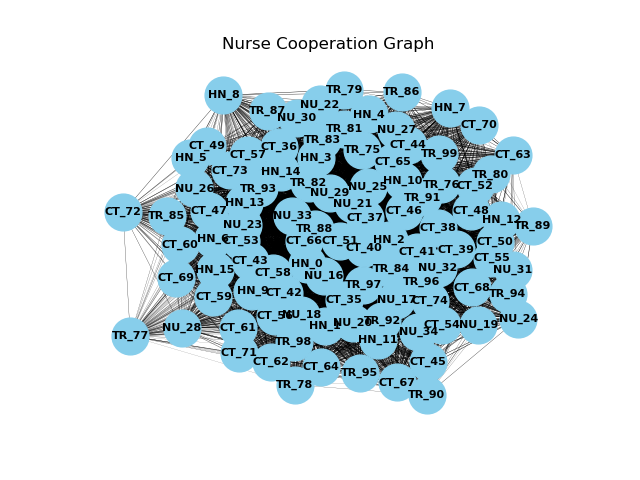 Nurse Cooperation Graph
TR_79
TR_86
HN_8
NU_22
HN_7
TR_87
HN_4
NU_30
CT_70
TR_81
NU_27
TR_83
CT_44
CT_49
CT_36
TR_75
TR_99
CT_57
CT_63
HN_5
HN_3
CT_65
CT_73
HN_14
TR_80
HN_10
TR_82
TR_76
CT_52
NU_26
TR_93
NU_25
NU_29
TR_91
HN_13
NU_21
CT_72
CT_47
CT_46
CT_48
TR_85
NU_33
CT_37
HN_12
NU_23
TR_89
TR_88
CT_38
HN_6
CT_53
CT_66
CT_51
HN_2
CT_50
CT_60
CT_40
CT_41
CT_39
CT_55
CT_43
HN_0
NU_32
HN_15
TR_84
NU_31
CT_58
CT_69
NU_16
TR_96
TR_97
CT_68
HN_9
CT_42
TR_94
CT_59
CT_35
NU_17
CT_74
CT_56
NU_18
NU_24
TR_92
NU_20
HN_1
CT_54
NU_19
NU_28
CT_61
NU_34
TR_77
TR_98
HN_11
CT_71
CT_62
CT_45
CT_64
TR_95
CT_67
TR_78
TR_90